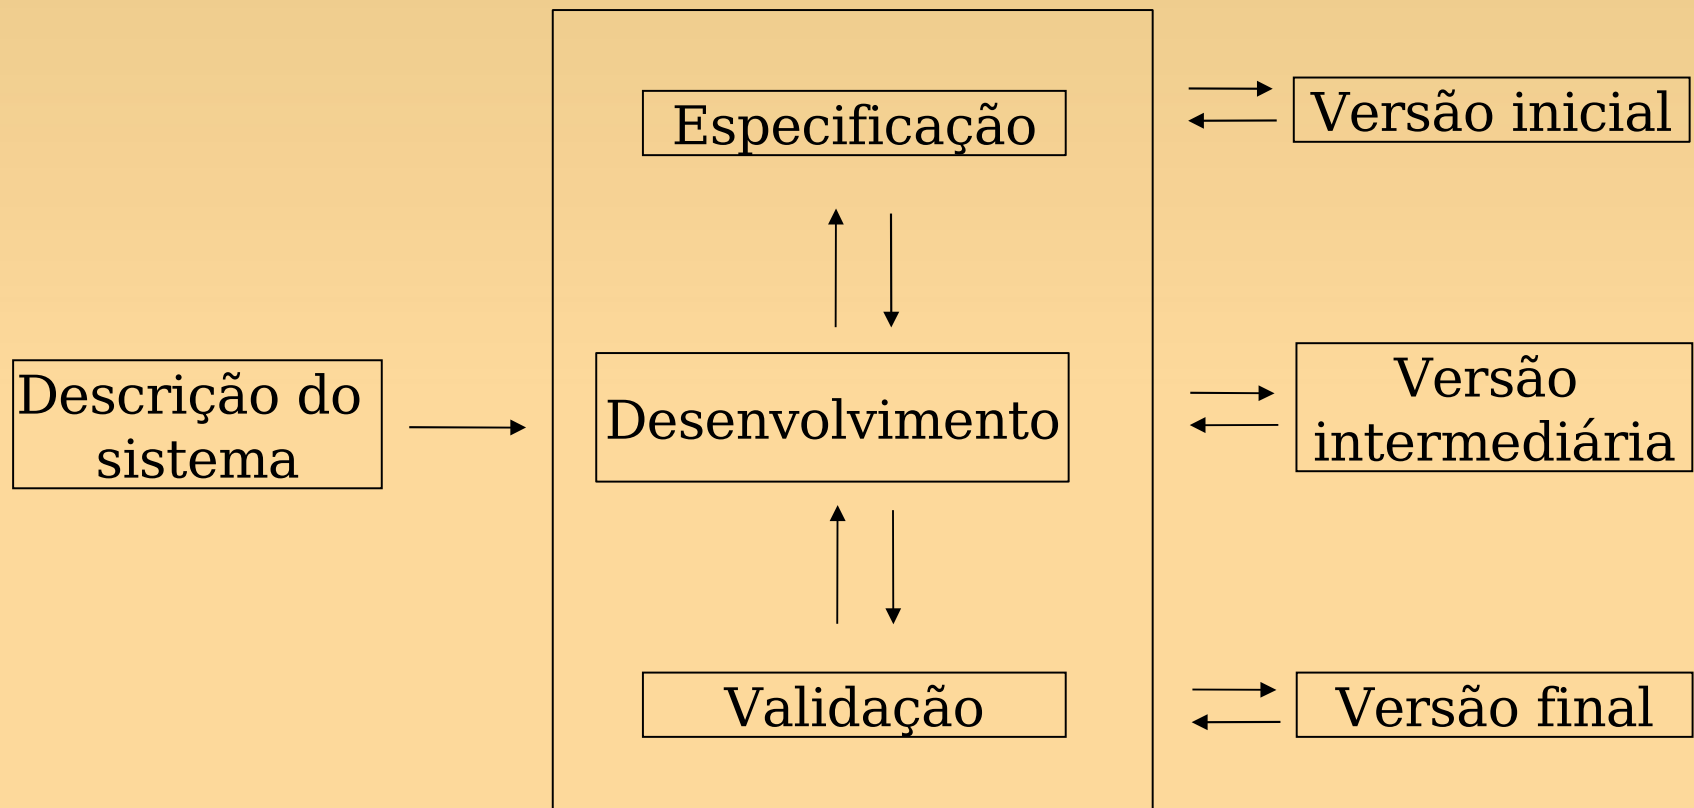 Especificação
Versão inicial
Descrição do
sistema
Desenvolvimento
Versão
intermediária
Validação
Versão final